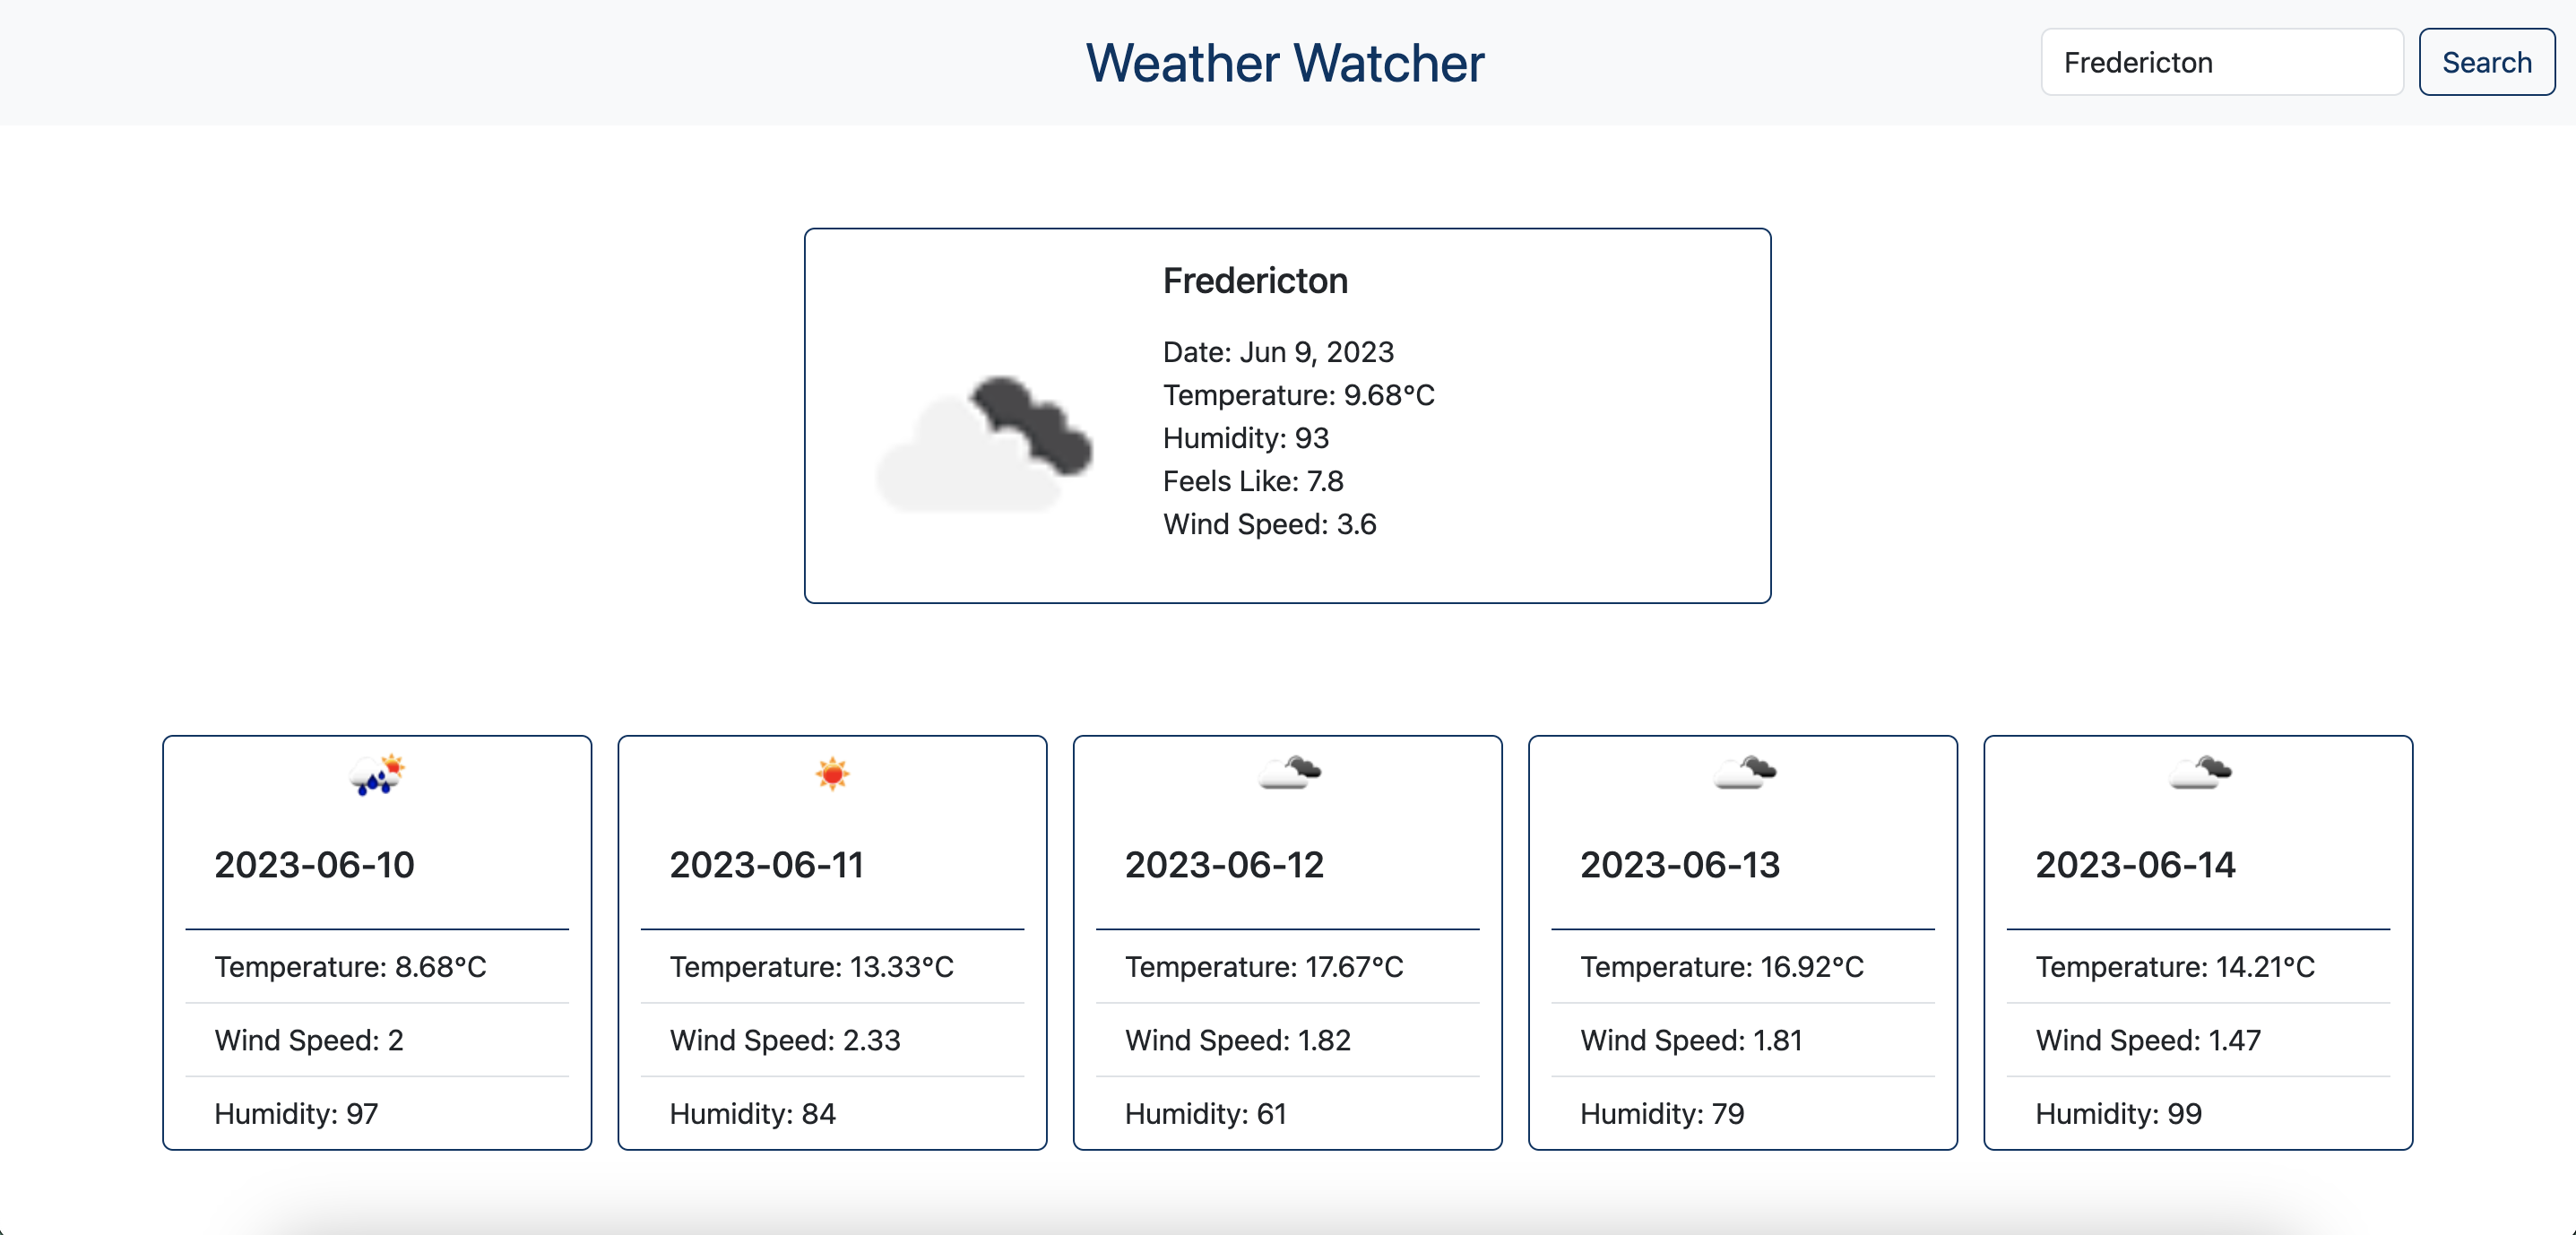 Weather Watcher
Fredericton
Search
Fredericton
Date: Jun 9, 2023
Temperature: 9.68°C
Humidity: 93
Feels Like: 7.8
Wind Speed: 3.6
2023-06-10
Temperature: 8.68°C
Wind Speed: 2
Humidity: 97
2023-06-11
Temperature: 13.33°C
Wind Speed: 2.33
Humidity: 84
2023-06-12
Temperature: 17.67°C
Wind Speed: 1.82
Humidity: 61
2023-06-13
Temperature: 16.92°C
Wind Speed: 1.81
Humidity: 79
2023-06-14
Temperature: 14.21°C
Wind Speed: 1.47
Humidity: 99